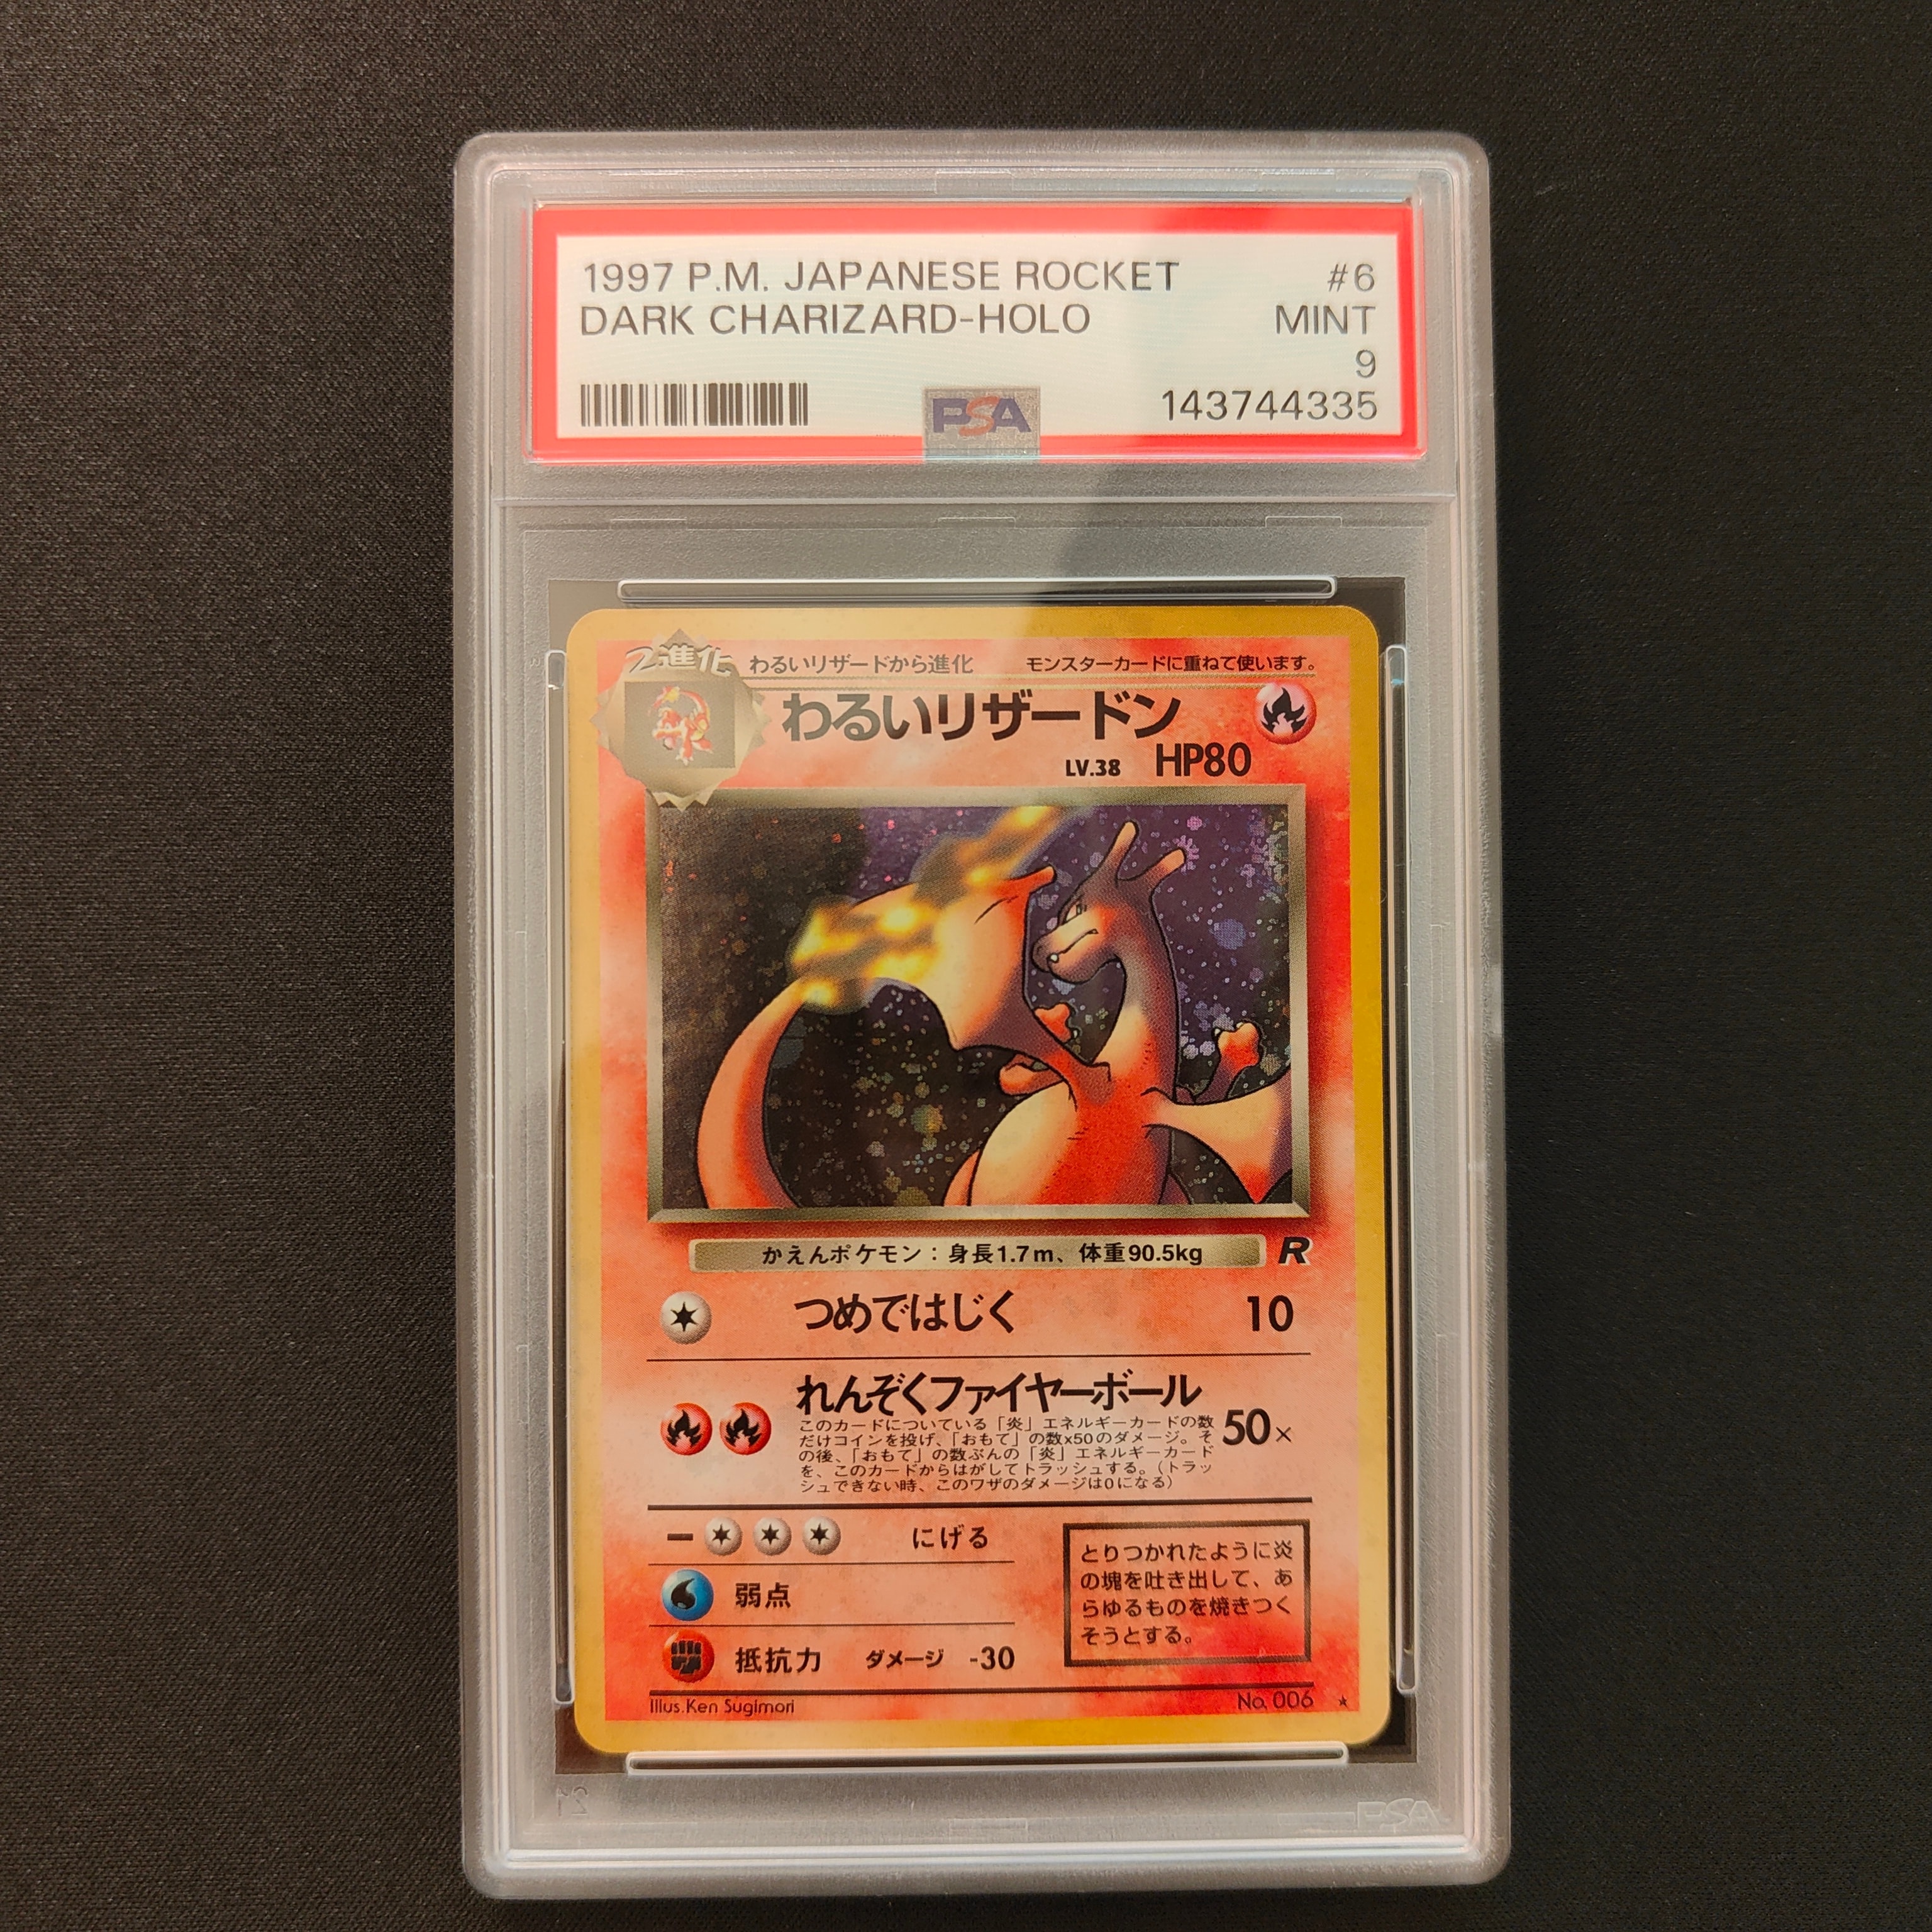 1997 P.M. JAPANESE ROCKET #6
DARK CHARIZARD-HOLO MINT
9
PSA 143744335
2進化 わるいリザードから進化 モンスターカードに重ねて使います。
わるいリザードン
LV.38 HP80
かえんポケモン：身長1.7m、体重90.5kg R
つめではじく 10
れんぞくファイヤーボール
このカードについている「炎」エネルギーカードの数
だけコインを投げ、「おもて」の数x50のダメージ。そ
の後、「おもて」の数ぶんの「炎」エネルギーカード
を、このカードからはがしてトラッシュする。（トラッ
シュできない時、このワザのダメージは0になる）
50×
にげる
弱点
抵抗力 ダメージ -30
とりつかれたように炎
の塊を吐き出して、あ
らゆるものを焼きつく
そうとする。
Illus.Ken Sugimori No. 006 ★
PSA